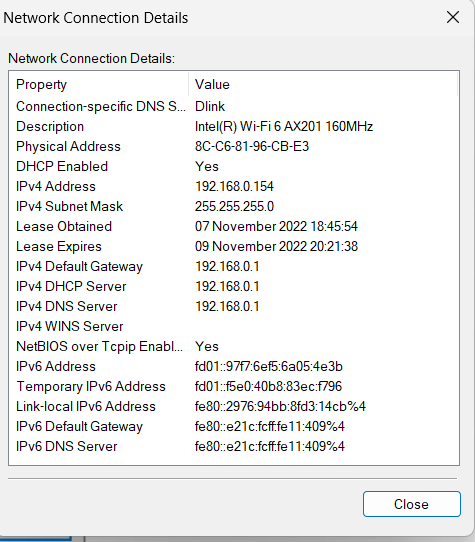 Network Connection Details
Network Connection Details:
Property Value
Connection-specific DNS S... Dlink
Description Intel(R) Wi-Fi 6 AX201 160MHz
Physical Address 8C-C6-81-96-CB-E3
DHCP Enabled Yes
IPv4 Address 192.168.0.154
IPv4 Subnet Mask 255.255.255.0
Lease Obtained 07 November 2022 18:45:54
Lease Expires 09 November 2022 20:21:38
IPv4 Default Gateway 192.168.0.1
IPv4 DHCP Server 192.168.0.1
IPv4 DNS Server 192.168.0.1
IPv4 WINS Server
NetBIOS over Tcpip Enabl... Yes
IPv6 Address fd01::97f7:6ef5:6a05:4e3b
Temporary IPv6 Address fd01::f5e0:40b8:83ec:f796
Link-local IPv6 Address fe80::2976:94bb:8fd3:14cb%4
IPv6 Default Gateway fe80::e21c:fcff:fe11:409%4
IPv6 DNS Server fe80::e21c:fcff:fe11:409%4
Close